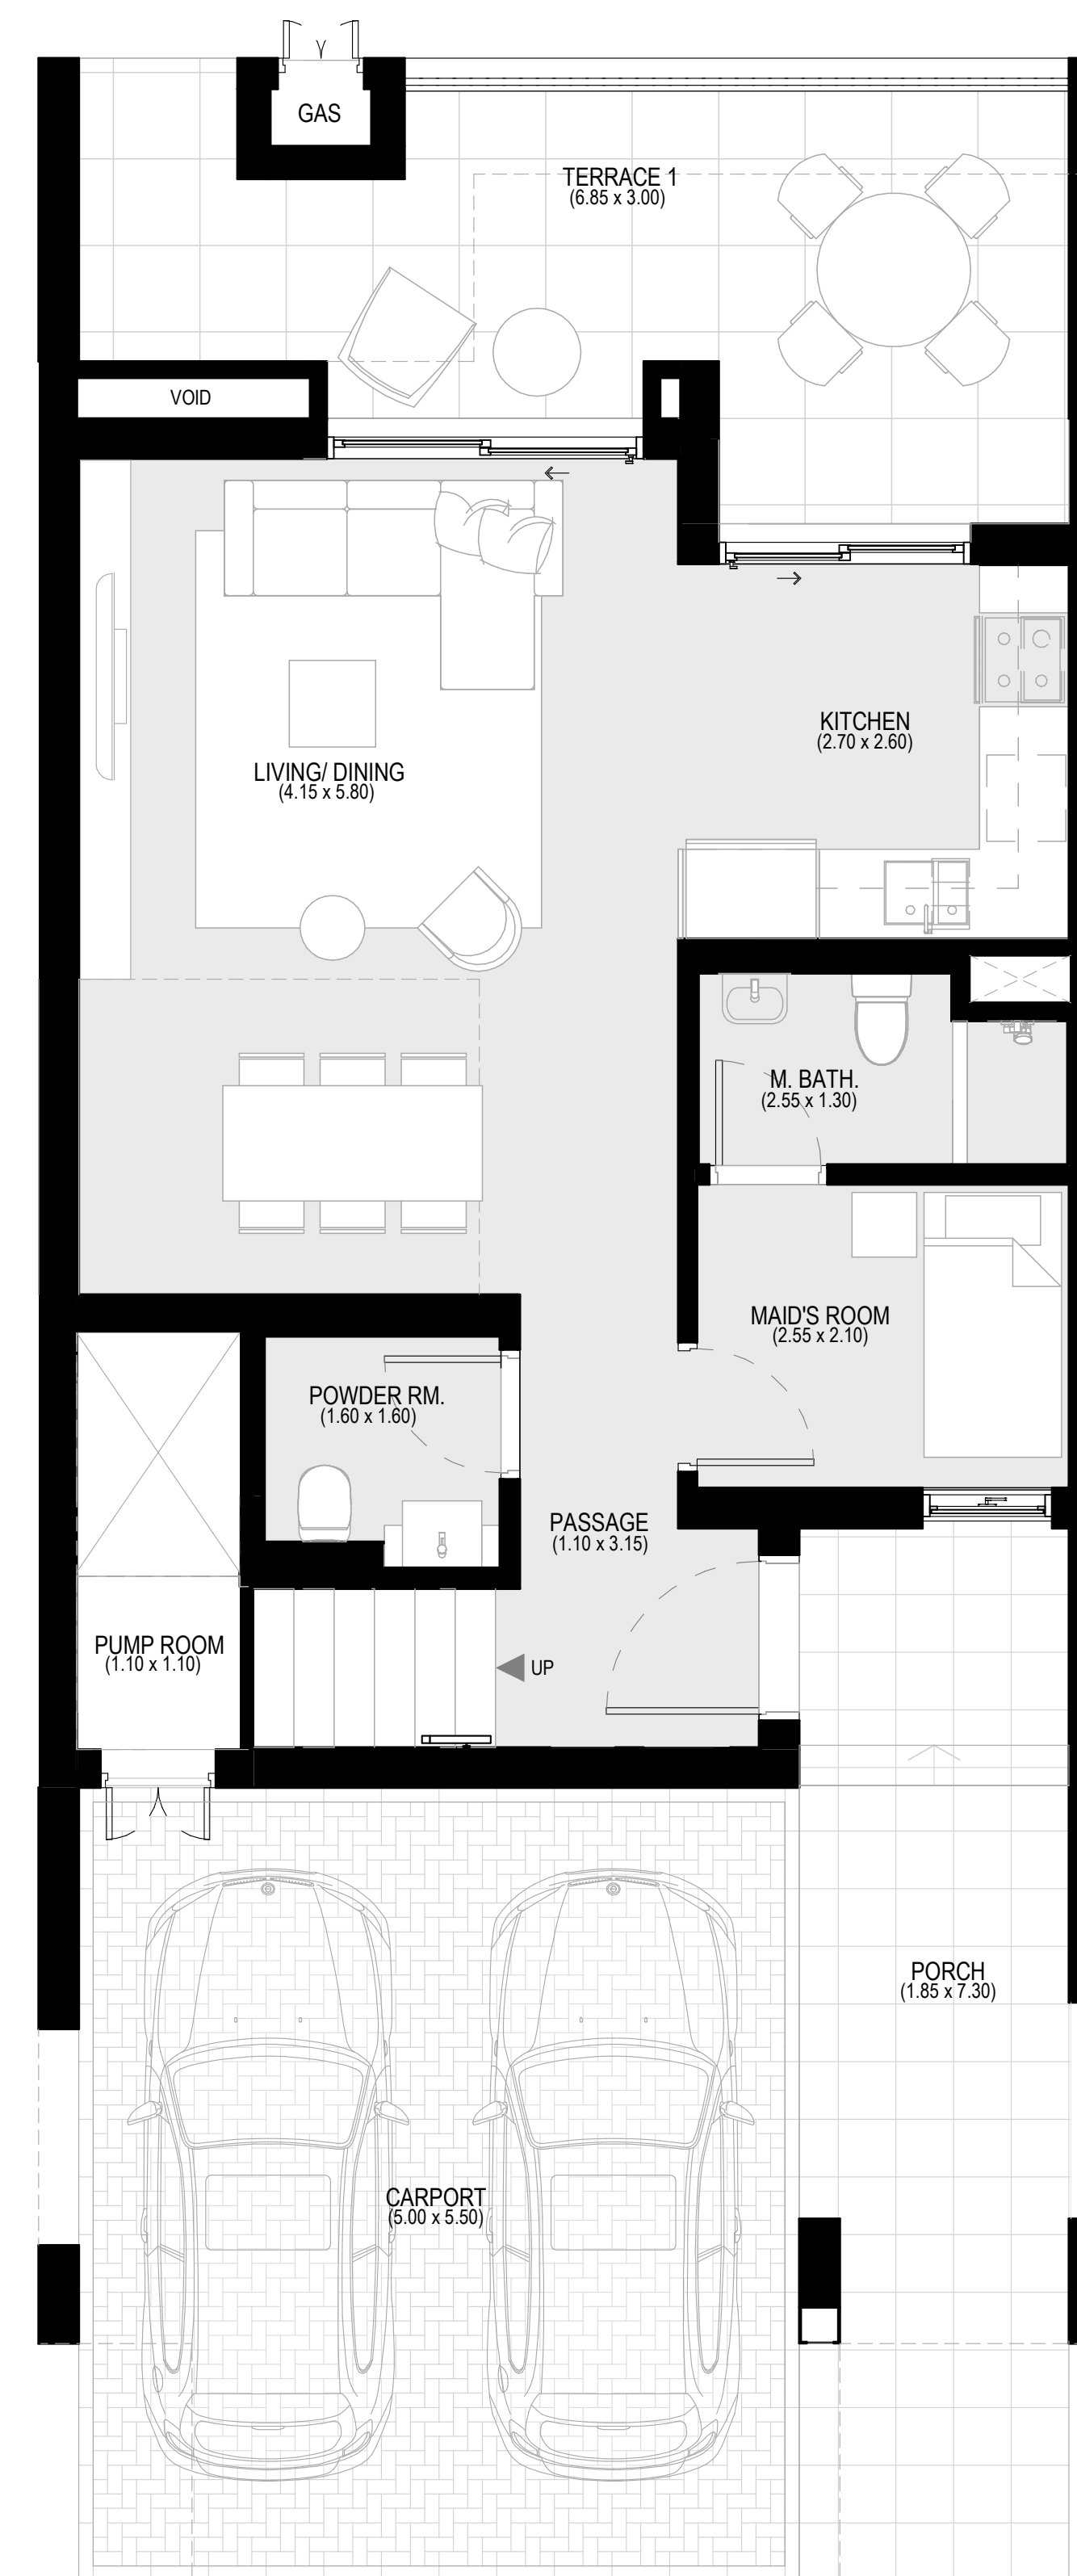 GAS
TERRACE 1
(6.85 x 3.00)
VOID
KITCHEN
(2.70 x 2.60)
LIVING/ DINING
(4.15 x 5.80)
M. BATH.
(2.55 x 1.30)
MAID'S ROOM
(2.55 x 2.10)
POWDER RM.
(1.60 x 1.60)
PASSAGE
(1.10 x 3.15)
PUMP ROOM
(1.10 x 1.10)
UP
PORCH
(1.85 x 7.30)
CARPORT
(5.00 x 5.50)